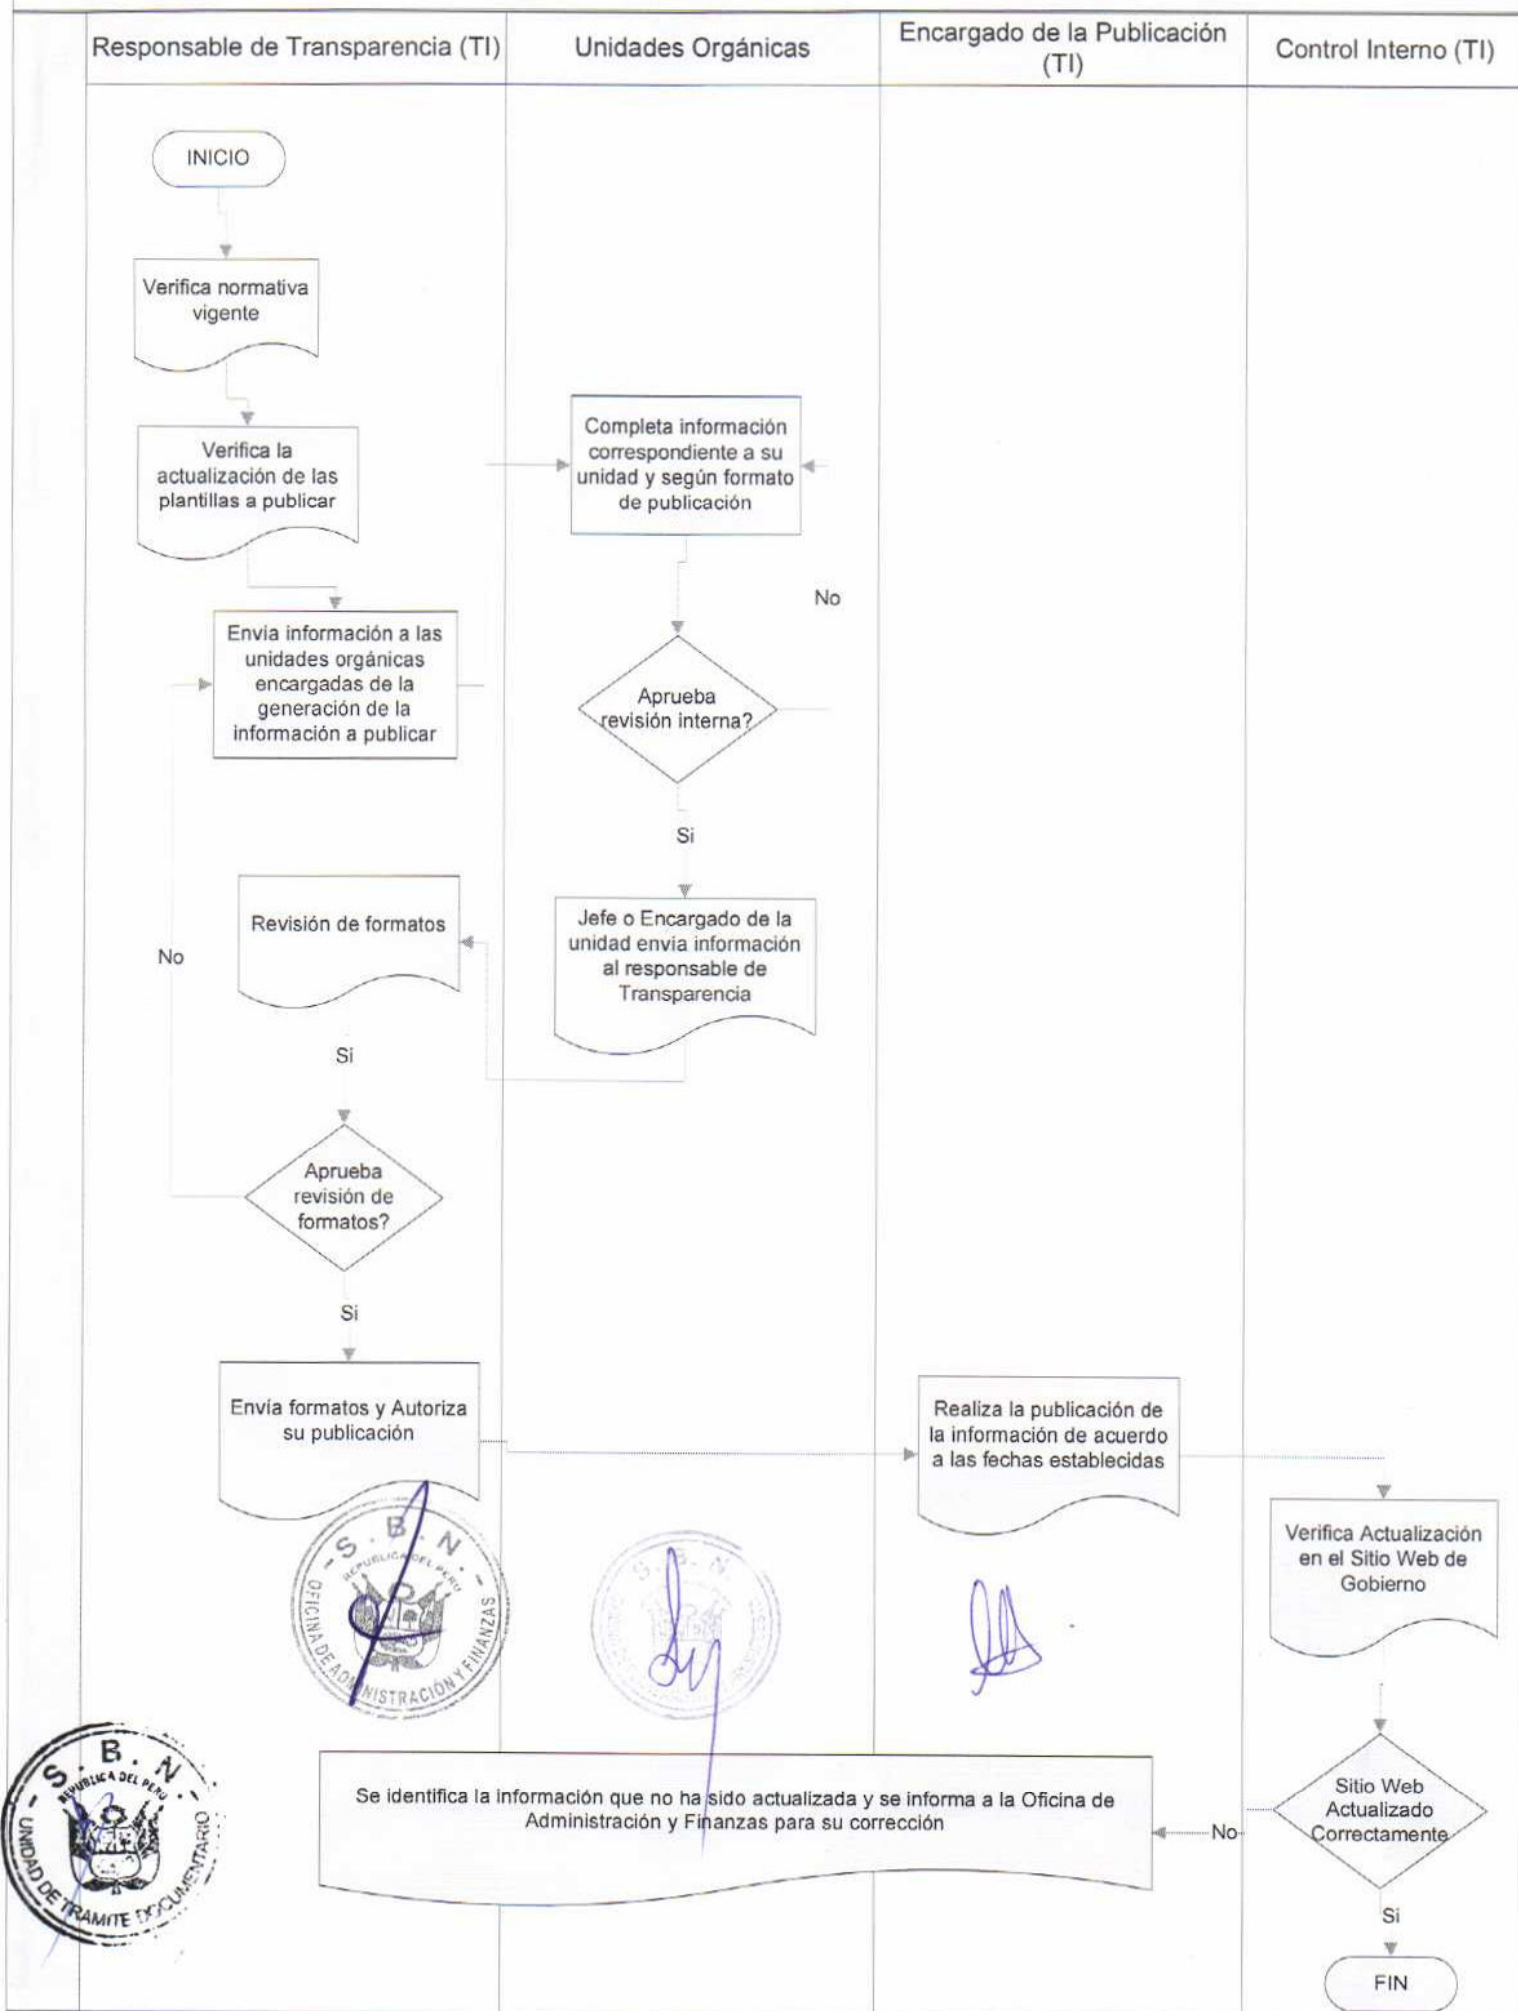 Responsable de Transparencia (TI)
Unidades Orgánicas
Encargado de la Publicación
(TI)
Control Interno (TI)
INICIO
Verifica normativa
vigente
Verifica la
actualización de las
plantillas a publicar
Completa información
correspondiente a su
unidad y según formato
de publicación
No
Envia información a las
unidades orgánicas
encargadas de la
generación de la
información a publicar
Aprueba
revisión interna?
Si
Revisión de formatos
No
Jefe o Encargado de la
unidad envia información
al responsable de
Transparencia
Si
Aprueba
revisión de
formatos?
Si
Envía formatos y Autoriza
su publicación
Realiza la publicación de
la información de acuerdo
a las fechas establecidas
Verifica Actualización
en el Sitio Web de
Gobierno
S. B. N.
REPUBLICA DEL PERU
OFICINA DE ADMINISTRACIÓN Y FINANZAS
S. B. N.
Sitio Web
Actualizado
Correctamente
No
Se identifica la información que no ha sido actualizada y se informa a la Oficina de
Administración y Finanzas para su corrección
S. B. N.
REPUBLICA DEL PERU
UNIDAD DE TRAMITE DOCUMENTARIO
Si
FIN